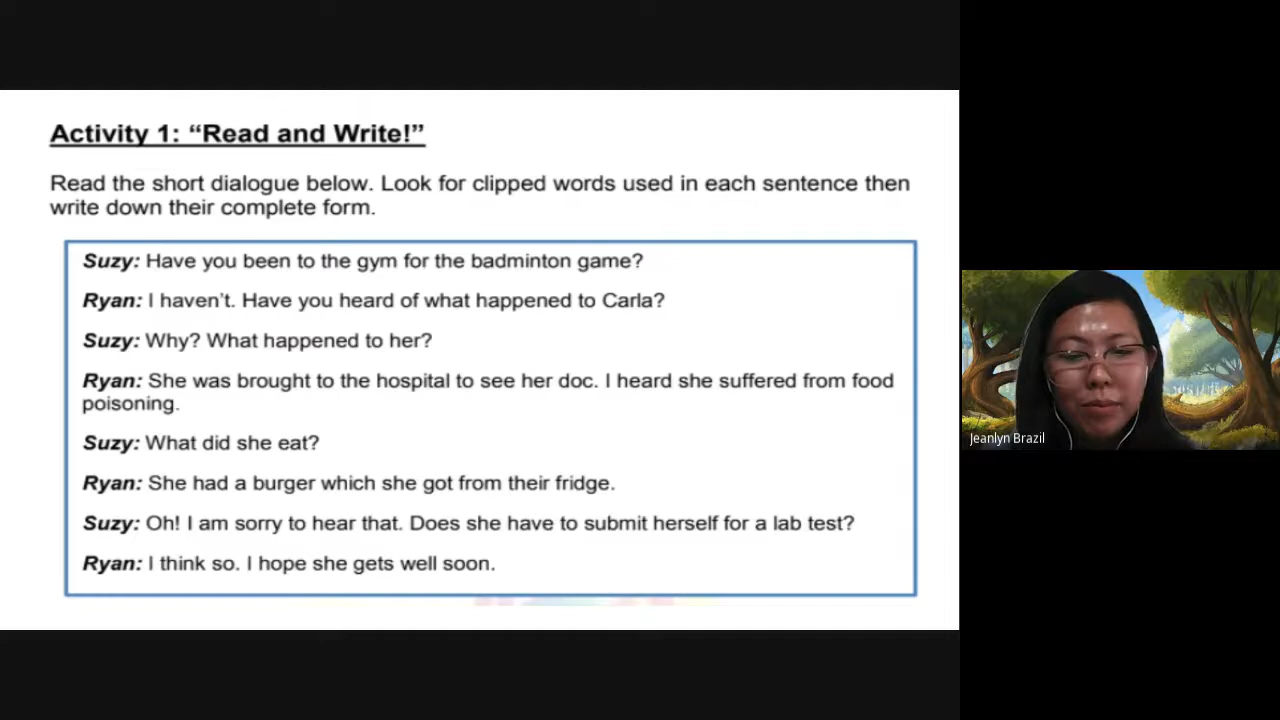 Activity 1: “Read and Write!”
Read the short dialogue below. Look for clipped words used in each sentence then
write down their complete form.
Suzy: Have you been to the gym for the badminton game?
Ryan: I haven’t. Have you heard of what happened to Carla?
Suzy: Why? What happened to her?
Ryan: She was brought to the hospital to see her doc. I heard she suffered from food
poisoning.
Suzy: What did she eat?
Ryan: She had a burger which she got from their fridge.
Suzy: Oh! I am sorry to hear that. Does she have to submit herself for a lab test?
Ryan: I think so. I hope she gets well soon.
Jeanlyn Brazil